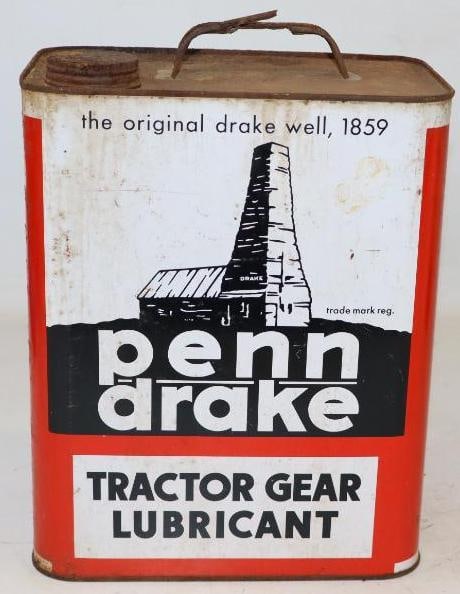 the original drake well, 1859
DRAKE
trade mark reg.
penn
drake
TRACTOR GEAR
LUBRICANT